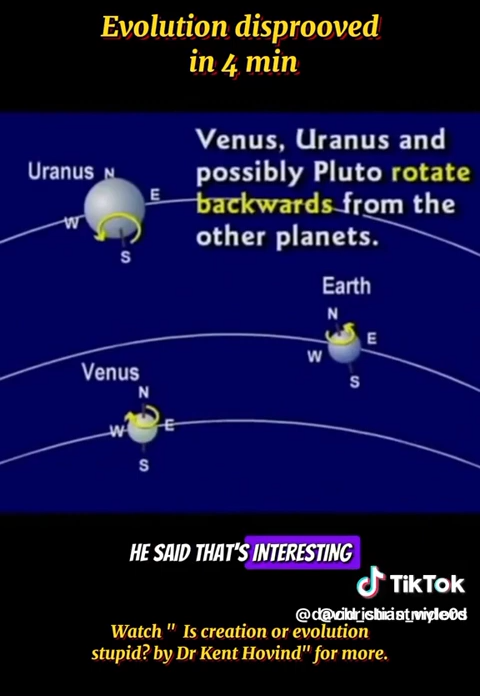 Evolution disprooved
in 4 min
Venus, Uranus and
possibly Pluto rotate
backwards from the
other planets.
Uranus
N
E
W
S
Earth
N
E
W
S
Venus
N
W
E
S
HE SAID THAT'S INTERESTING
TikTok
Watch " Is creation or evolution
stupid? by Dr Kent Hovind" for more.